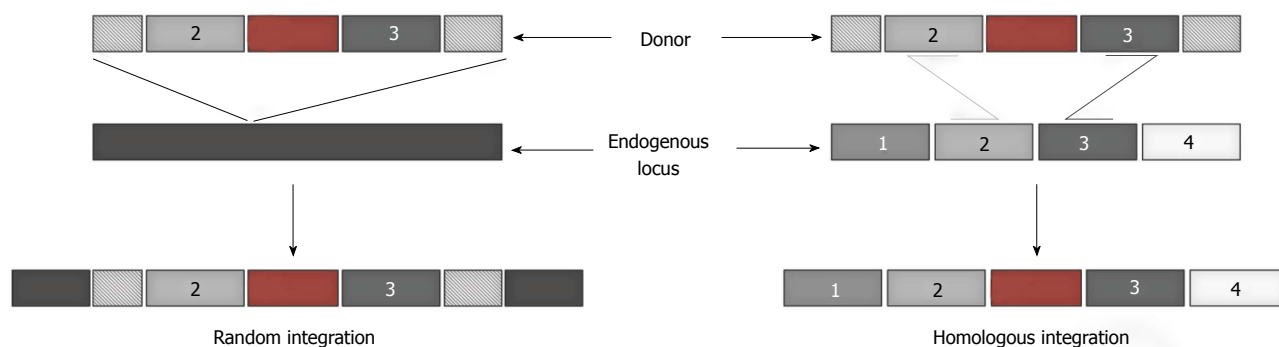 2 3 Donor 2 3
Endogenous
locus
1 2 3 4
2 3 1 2 3 4
Random integration Homologous integration